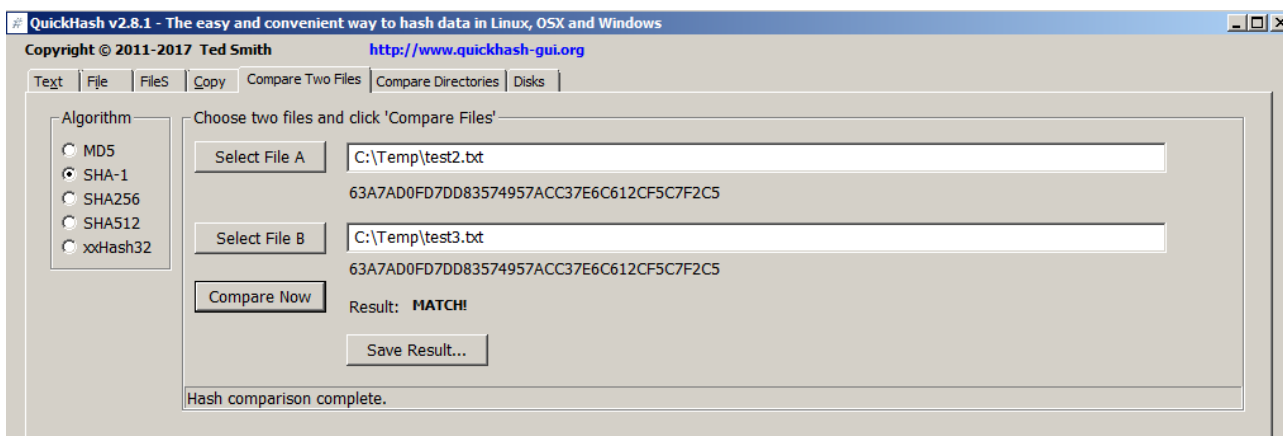 # QuickHash v2.8.1 - The easy and convenient way to hash data in Linux, OSX and Windows
Copyright © 2011-2017 Ted Smith http://www.quickhash-gui.org
Text File FileS Copy Compare Two Files Compare Directories Disks
Algorithm
MD5
SHA-1
SHA256
SHA512
xxHash32
Choose two files and click 'Compare Files'
Select File A C:\Temp\test2.txt
63A7AD0FD7DD83574957ACC37E6C612CF5C7F2C5
Select File B C:\Temp\test3.txt
63A7AD0FD7DD83574957ACC37E6C612CF5C7F2C5
Compare Now Result: MATCH!
Save Result...
Hash comparison complete.